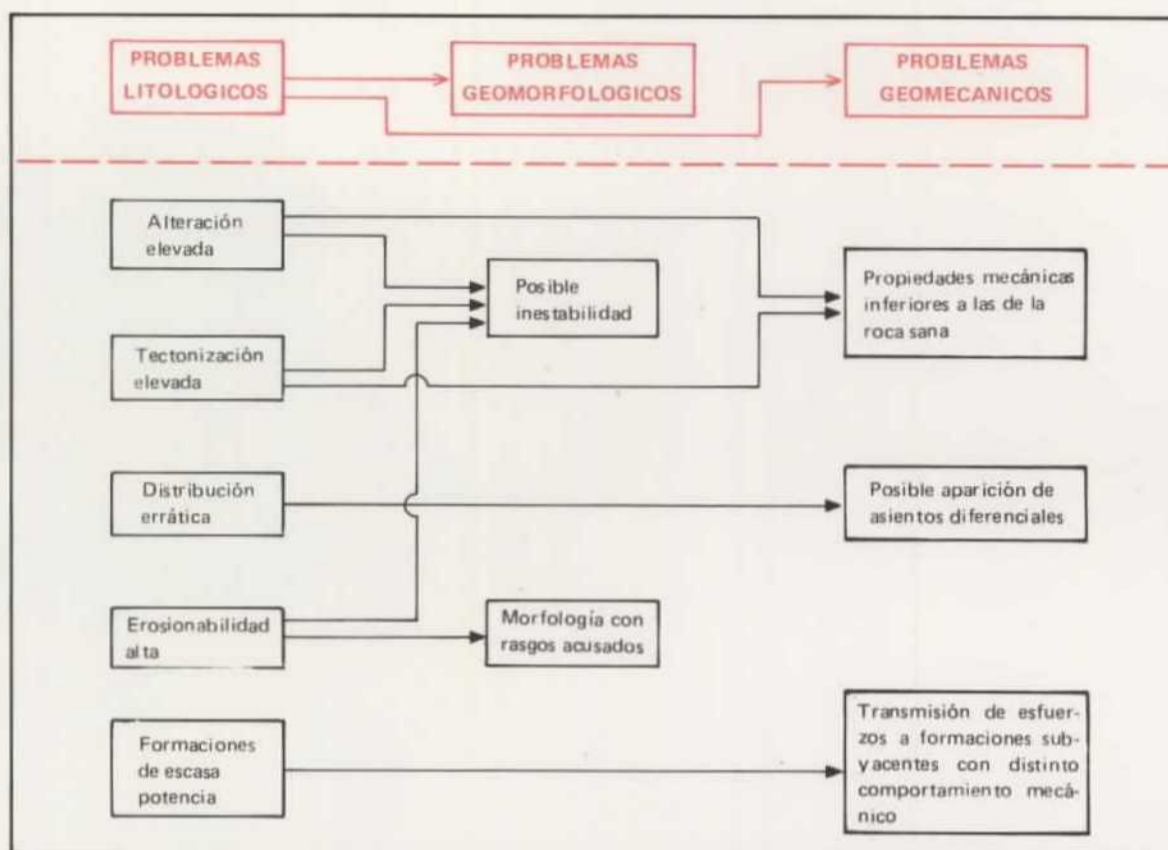 PROBLEMAS
LITOLOGICOS
PROBLEMAS
GEOMORFOLOGICOS
PROBLEMAS
GEOMECANICOS
Alteración
elevada
Posible
inestabilidad
Propiedades mecánicas
inferiores a las de la
roca sana
Tectonización
elevada
Distribución
errática
Posible aparición de
asientos diferenciales
Erosionabilidad
alta
Morfología con
rasgos acusados
Formaciones
de escasa
potencia
Transmisión de esfuer-
zos a formaciones sub-
yacentes con distinto
comportamiento mecá-
nico